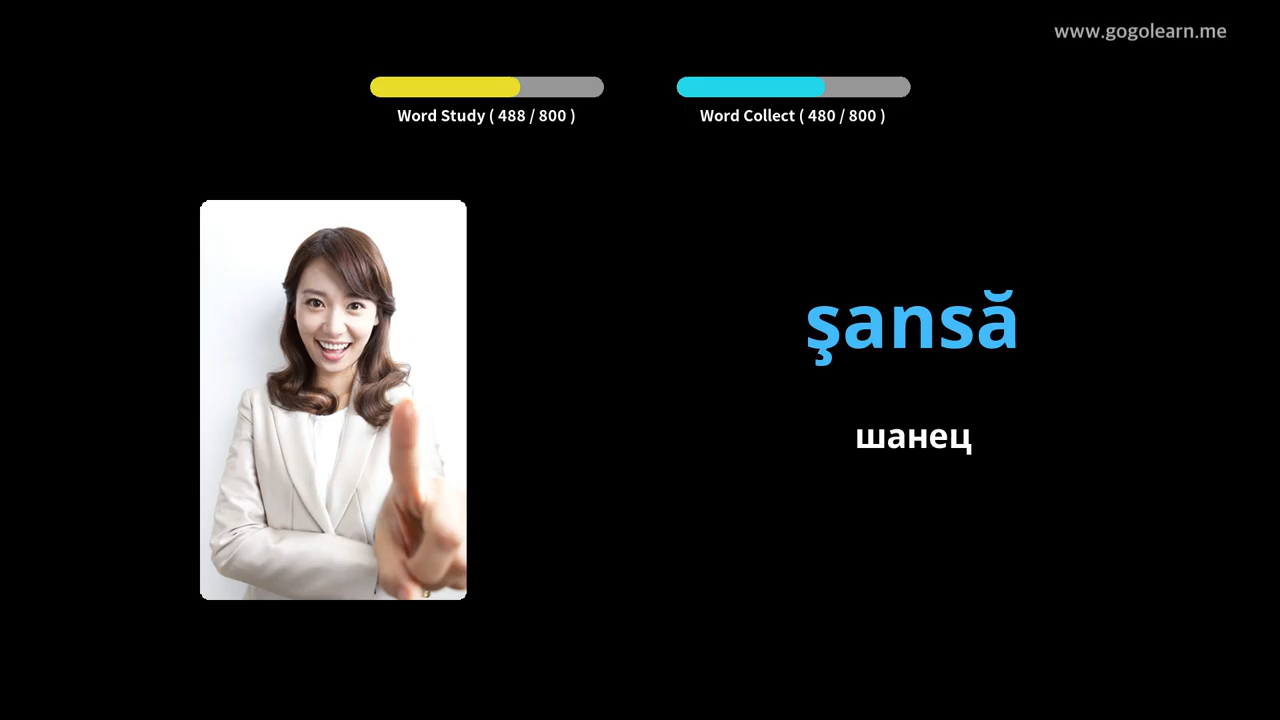 www.gogolearn.me
Word Study ( 488 / 800 )
Word Collect ( 480 / 800 )
şansă
шанец